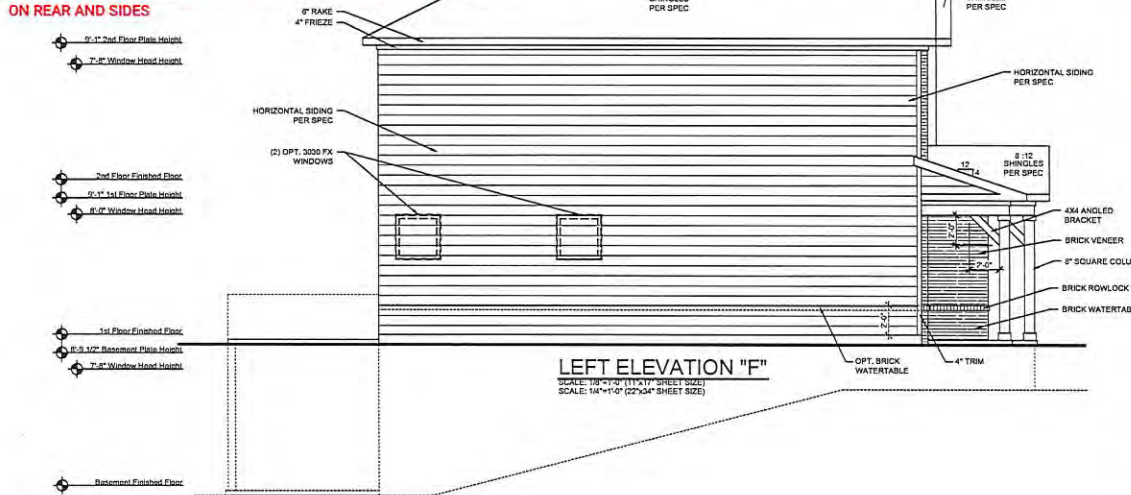 ON REAR AND SIDES
6" RAKE
4" FRIEZE
PER SPEC
PER SPEC
9'-1" 2nd Floor Plate Height
7'-8" Window Head Height
HORIZONTAL SIDING
PER SPEC
HORIZONTAL SIDING
PER SPEC
(2) OPT. 3030 FX
WINDOWS
2nd Floor Finished Floor
9'-1" 1st Floor Plate Height
8'-0" Window Head Height
12
4
8 :12
SHINGLES
PER SPEC
4X4 ANGLED
BRACKET
2'-0"
BRICK VENEER
2'-0"
8" SQUARE COLU
BRICK ROWLOCK
BRICK WATERTAB
2'-0"
1st Floor Finished Floor
8'-9 1/2" Basement Plate Height
7'-8" Window Head Height
OPT. BRICK
WATERTABLE
4" TRIM
LEFT ELEVATION "F"
SCALE: 1/8"=1'-0" (11"x17" SHEET SIZE)
SCALE: 1/4"=1'-0" (22"x34" SHEET SIZE)
Basement Finished Floor